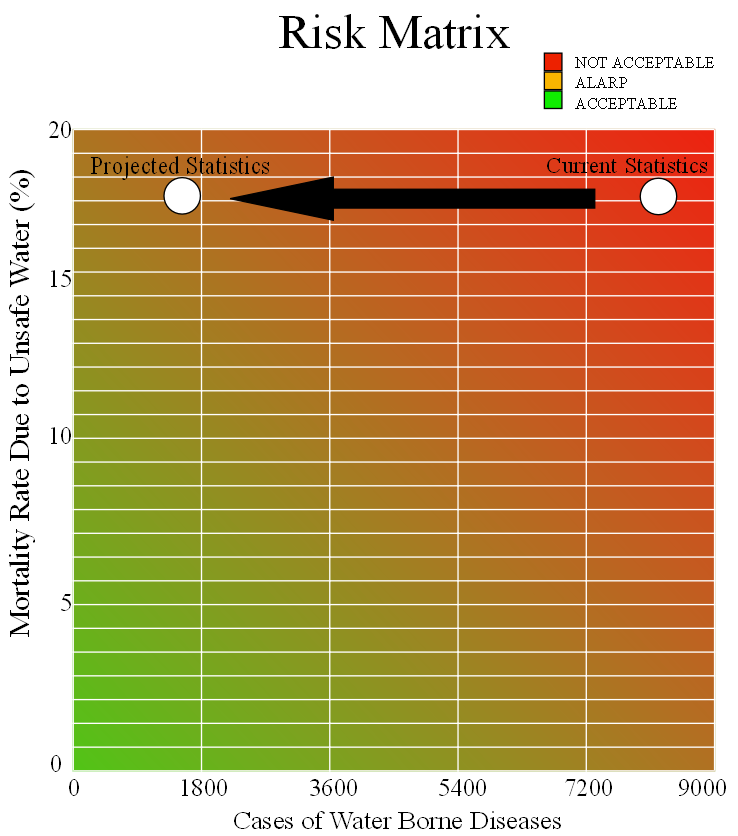 Risk Matrix
NOT ACCEPTABLE
ALARP
ACCEPTABLE
Mortality Rate Due to Unsafe Water (%)
20
15
10
5
0
Projected Statistics
Current Statistics
0 1800 3600 5400 7200 9000
Cases of Water Borne Diseases